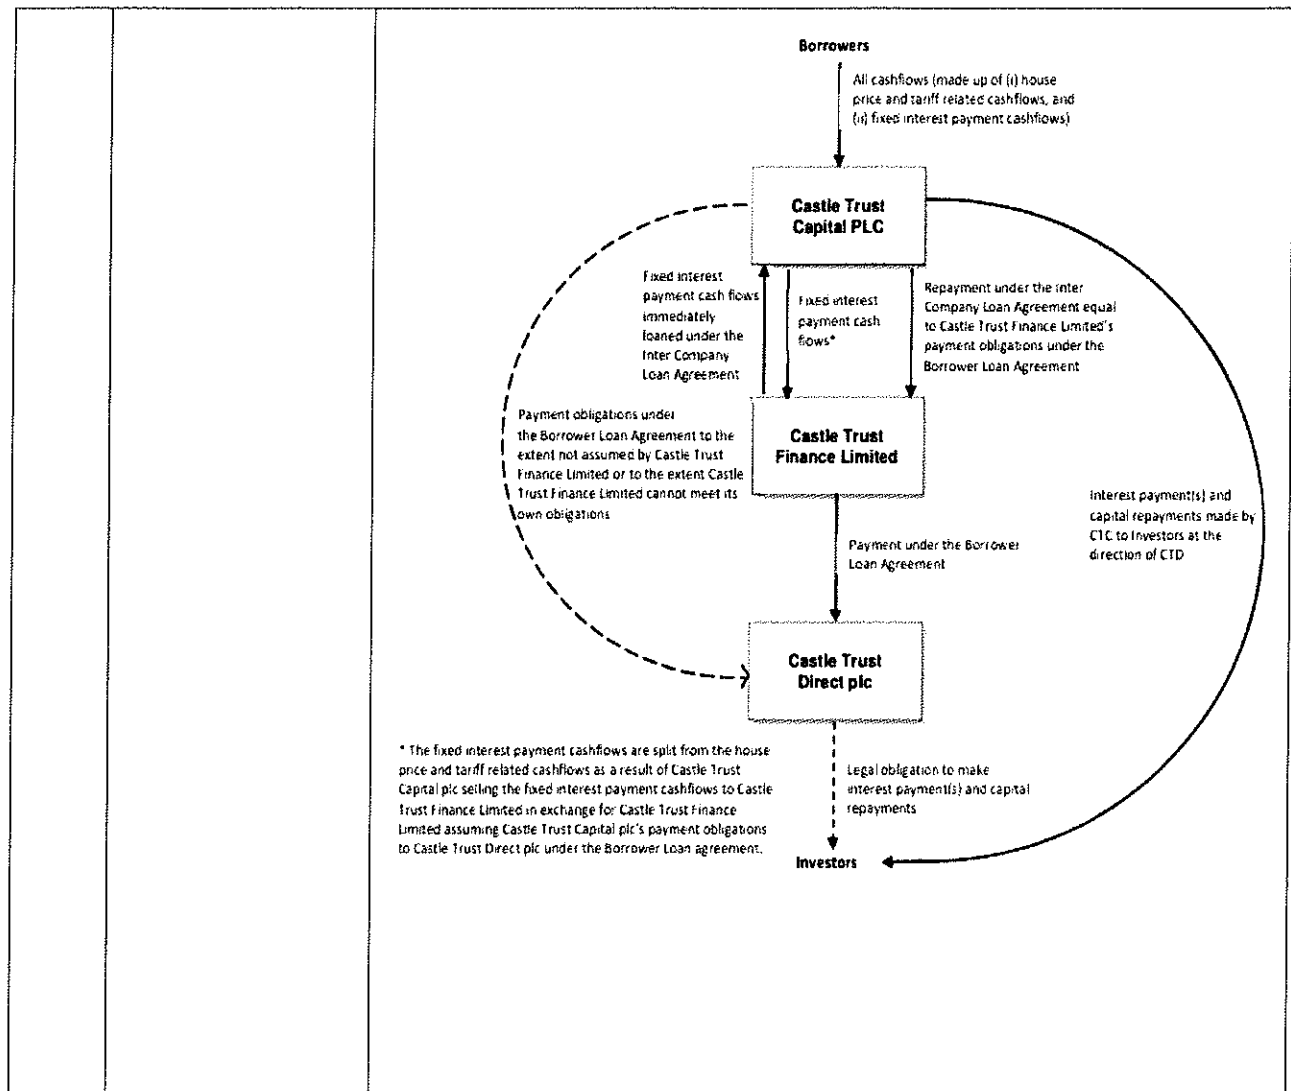 Borrowers
All cashflows (made up of (i) house
price and tariff related cashflows, and
(ii) fixed interest payment cashflows)
Castle Trust
Capital PLC
Fixed interest
payment cash flows
immediately
loaned under the
Inter Company
Loan Agreement
Fixed interest
payment cash
flows*
Repayment under the Inter
Company Loan Agreement equal
to Castle Trust Finance Limited's
payment obligations under the
Borrower Loan Agreement
Payment obligations under
the Borrower Loan Agreement to the
extent not assumed by Castle Trust
Finance Limited or to the extent Castle
Trust Finance Limited cannot meet its
own obligations
Castle Trust
Finance Limited
Interest payment(s) and
capital repayments made by
CTC to Investors at the
direction of CTD
Payment under the Borrower
Loan Agreement
Castle Trust
Direct plc
* The fixed interest payment cashflows are split from the house
price and tariff related cashflows as a result of Castle Trust
Capital plc selling the fixed interest payment cashflows to Castle
Trust Finance Limited in exchange for Castle Trust Finance
Limited assuming Castle Trust Capital plc's payment obligations
to Castle Trust Direct plc under the Borrower Loan agreement.
Legal obligation to make
interest payment(s) and capital
repayments
Investors